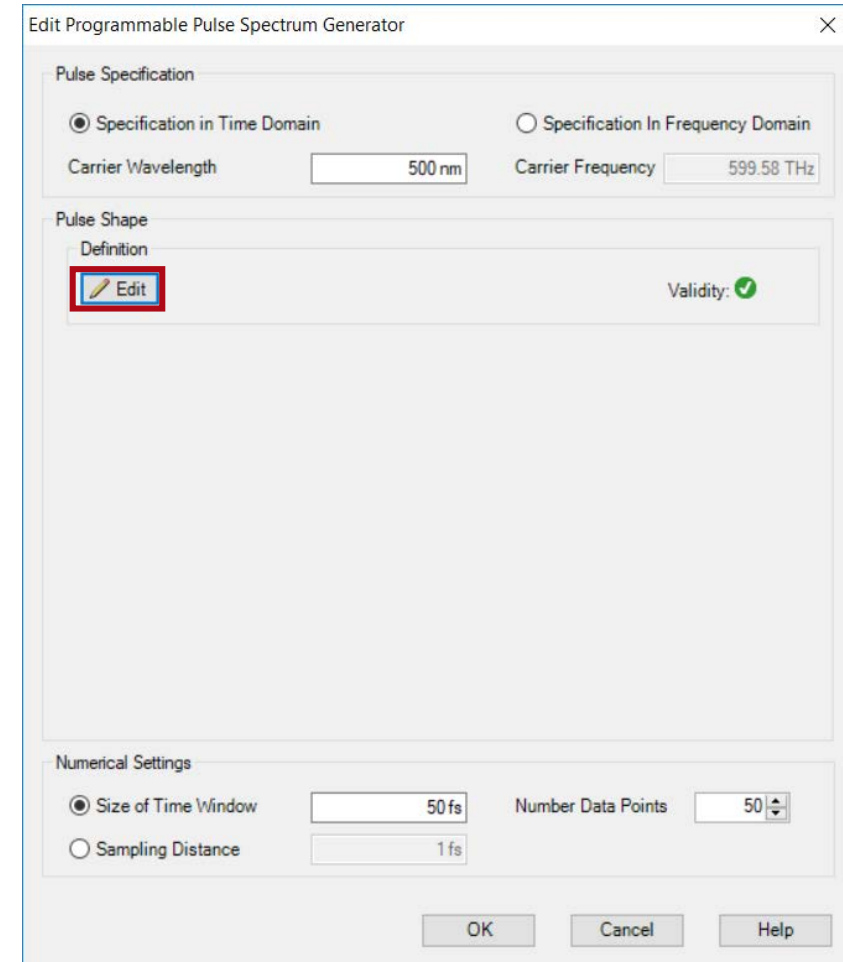 Edit Programmable Pulse Spectrum Generator
Pulse Specification
Specification in Time Domain Specification In Frequency Domain
Carrier Wavelength 500 nm Carrier Frequency 599.58 THz
Pulse Shape
Definition
Edit Validity:
Numerical Settings
Size of Time Window 50 fs Number Data Points 50
Sampling Distance 1 fs
OK Cancel Help